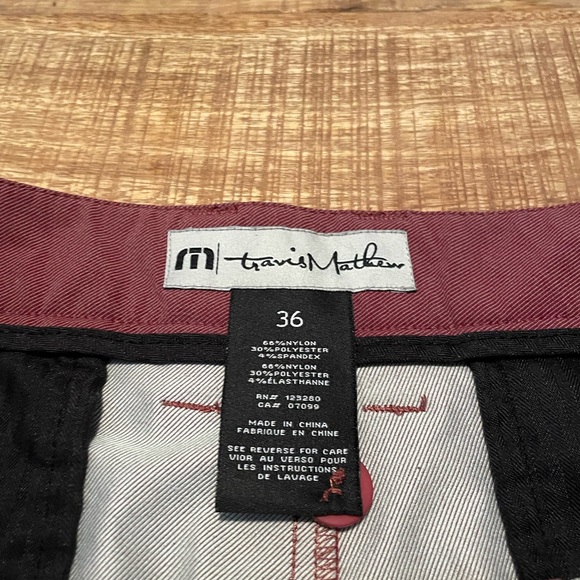 m travisMathew
36
66%NYLON
30%POLYESTER
4%SPANDEX
66%NYLON
30%POLYESTER
4%ÉLASTHANNE
RN# 123280
CA# 07099
MADE IN CHINA
FABRIQUE EN CHINE
SEE REVERSE FOR CARE
VIOR AU VERSO POUR
LES INSTRUCTIONS
DE LAVAGE